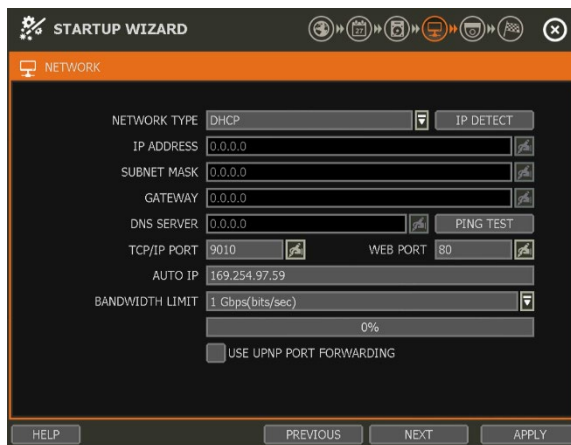 STARTUP WIZARD
27
NETWORK
NETWORK TYPE DHCP IP DETECT
IP ADDRESS 0.0.0.0
SUBNET MASK 0.0.0.0
GATEWAY 0.0.0.0
DNS SERVER 0.0.0.0 PING TEST
TCP/IP PORT 9010 WEB PORT 80
AUTO IP 169.254.97.59
BANDWIDTH LIMIT 1 Gbps(bits/sec)
0%
USE UPNP PORT FORWARDING
HELP PREVIOUS NEXT APPLY